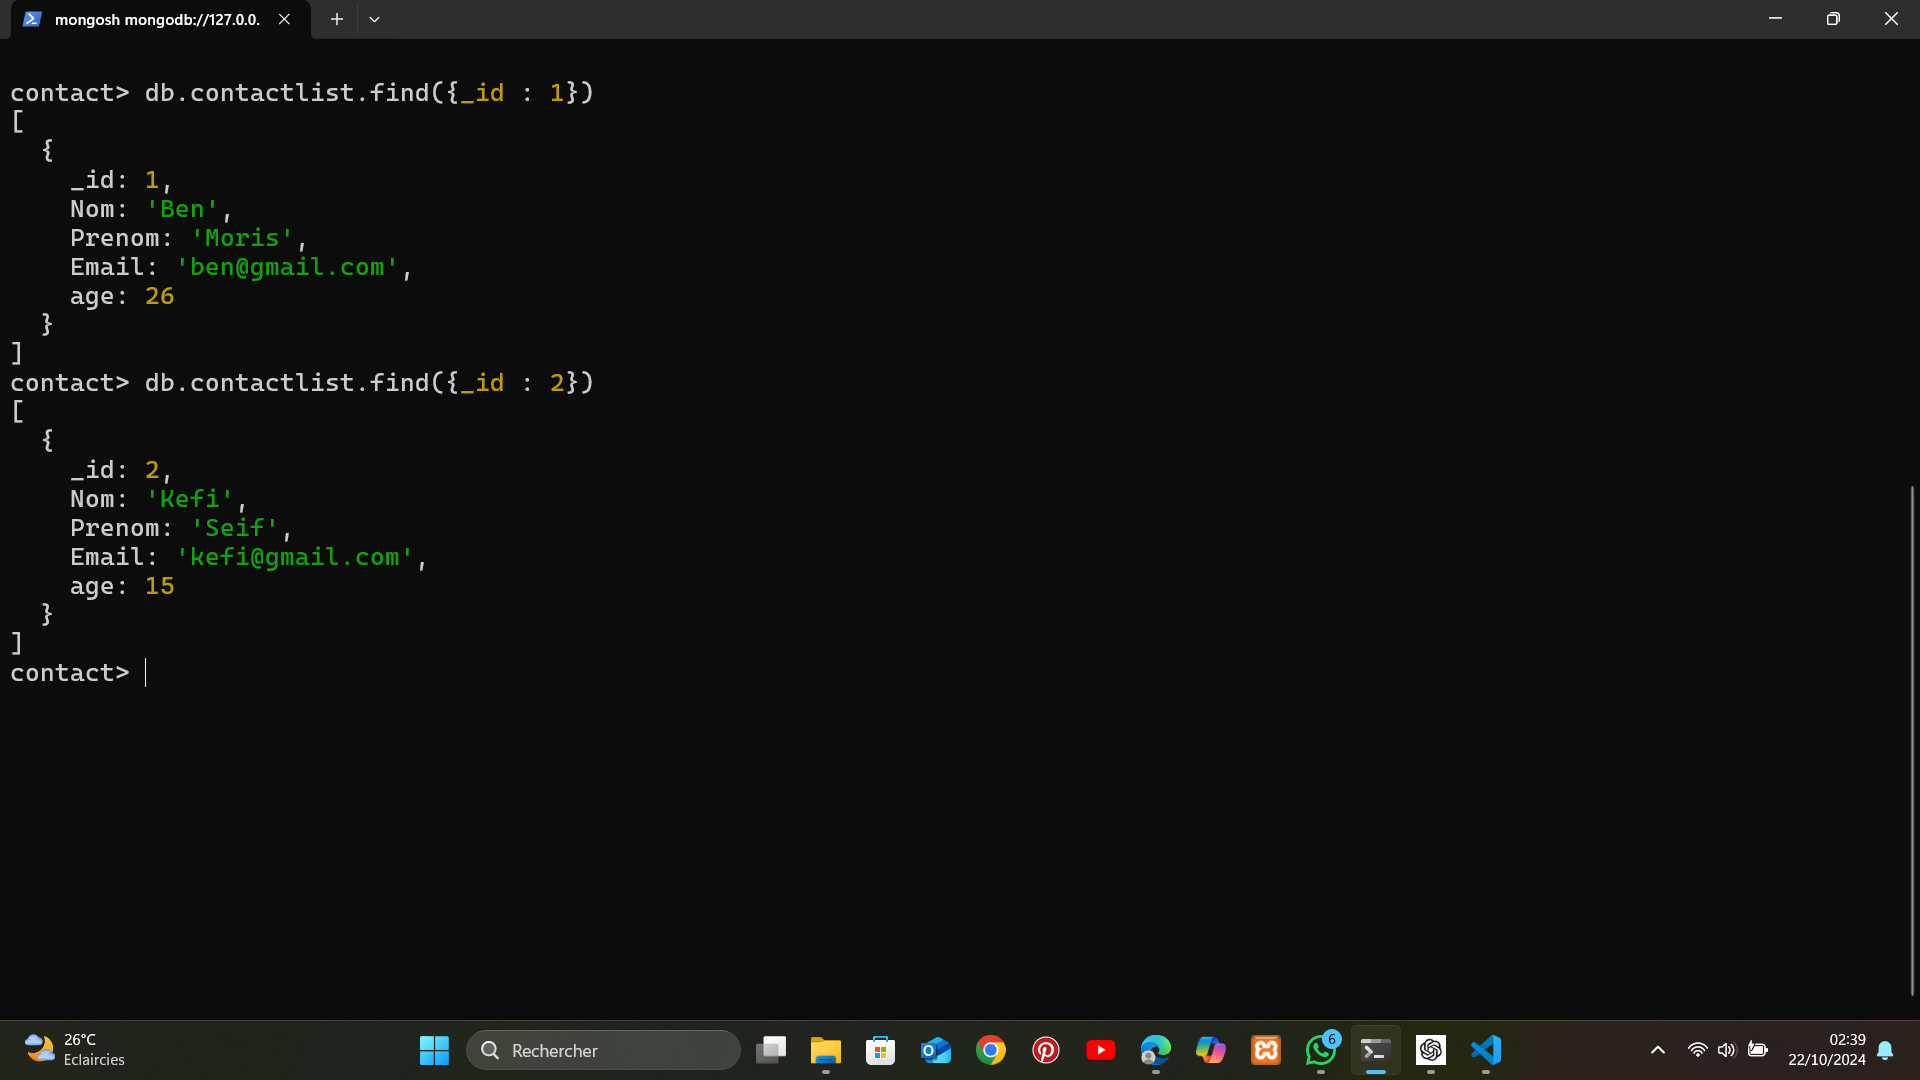 mongosh mongodb://127.0.0.
contact> db.contactlist.find({_id : 1})
[
  {
    _id: 1,
    Nom: 'Ben',
    Prenom: 'Moris',
    Email: 'ben@gmail.com',
    age: 26
  }
]
contact> db.contactlist.find({_id : 2})
[
  {
    _id: 2,
    Nom: 'Kefi',
    Prenom: 'Seif',
    Email: 'kefi@gmail.com',
    age: 15
  }
]
contact>
26°C
Eclaircies
Rechercher
6
02:39
22/10/2024